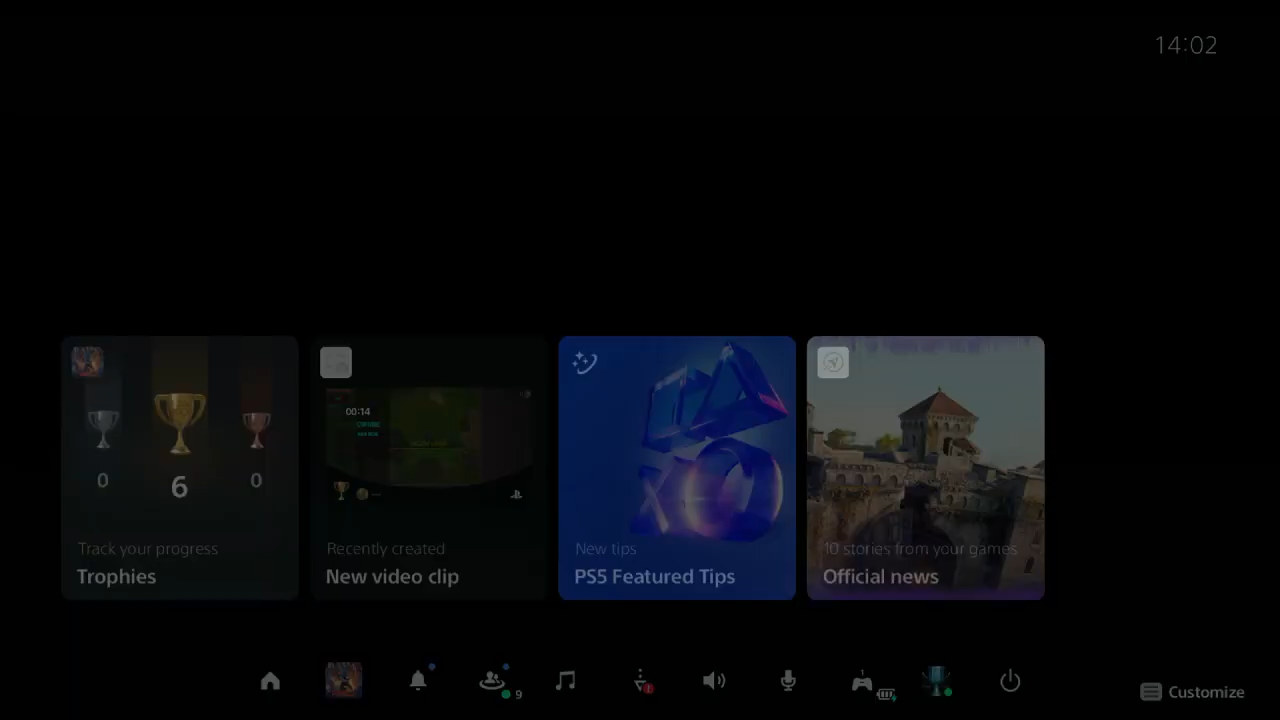 14:02
0
6
0
Track your progress
Trophies
00:14
Recently created
New video clip
New tips
PS5 Featured Tips
10 stories from your games
Official news
9
Customize